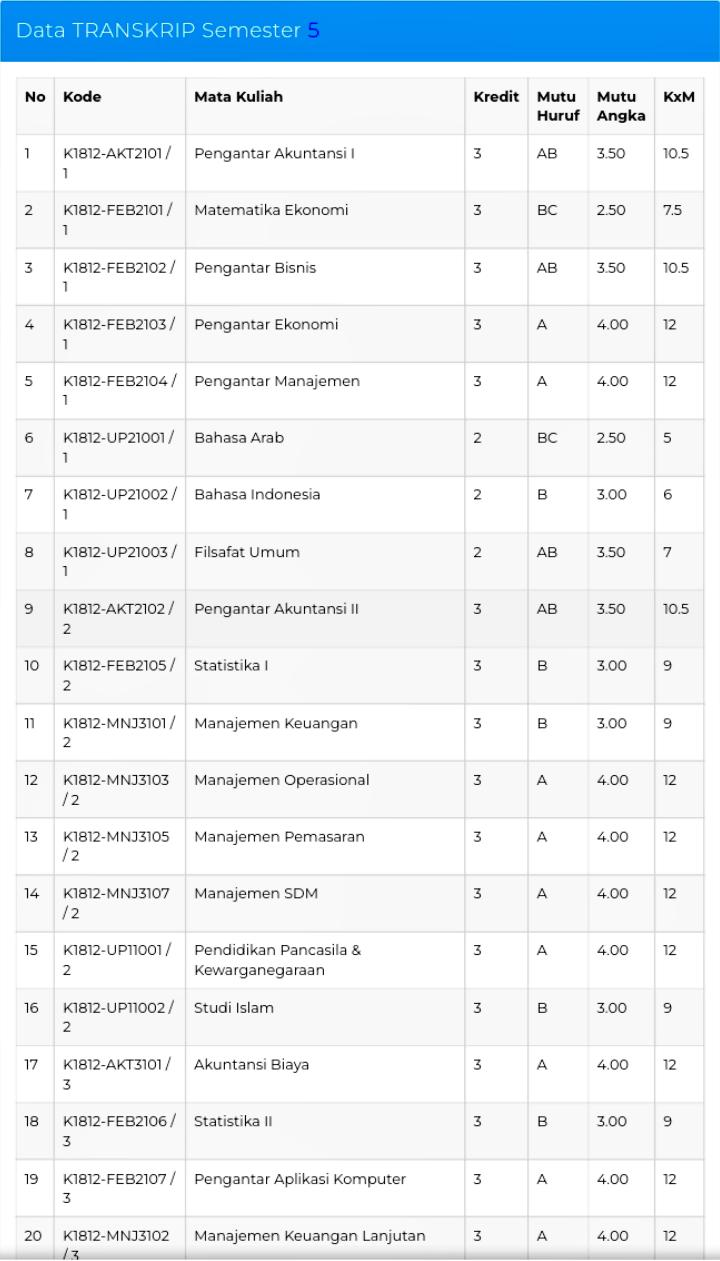 Data TRANSKRIP Semester 5
No Kode Mata Kuliah Kredit Mutu Huruf Mutu Angka KxM
1 K1812-AKT2101 / 1 Pengantar Akuntansi I 3 AB 3.50 10.5
2 K1812-FEB2101 / 1 Matematika Ekonomi 3 BC 2.50 7.5
3 K1812-FEB2102 / 1 Pengantar Bisnis 3 AB 3.50 10.5
4 K1812-FEB2103 / 1 Pengantar Ekonomi 3 A 4.00 12
5 K1812-FEB2104 / 1 Pengantar Manajemen 3 A 4.00 12
6 K1812-UP21001 / 1 Bahasa Arab 2 BC 2.50 5
7 K1812-UP21002 / 1 Bahasa Indonesia 2 B 3.00 6
8 K1812-UP21003 / 1 Filsafat Umum 2 AB 3.50 7
9 K1812-AKT2102 / 2 Pengantar Akuntansi II 3 AB 3.50 10.5
10 K1812-FEB2105 / 2 Statistika I 3 B 3.00 9
11 K1812-MNJ3101 / 2 Manajemen Keuangan 3 B 3.00 9
12 K1812-MNJ3103 / 2 Manajemen Operasional 3 A 4.00 12
13 K1812-MNJ3105 / 2 Manajemen Pemasaran 3 A 4.00 12
14 K1812-MNJ3107 / 2 Manajemen SDM 3 A 4.00 12
15 K1812-UP11001 / 2 Pendidikan Pancasila & Kewarganegaraan 3 A 4.00 12
16 K1812-UP11002 / 2 Studi Islam 3 B 3.00 9
17 K1812-AKT3101 / 3 Akuntansi Biaya 3 A 4.00 12
18 K1812-FEB2106 / 3 Statistika II 3 B 3.00 9
19 K1812-FEB2107 / 3 Pengantar Aplikasi Komputer 3 A 4.00 12
20 K1812-MNJ3102 / 3 Manajemen Keuangan Lanjutan 3 A 4.00 12